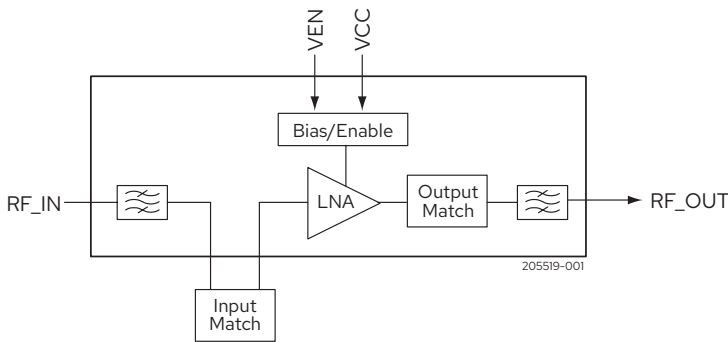 VEN
VCC
Bias/Enable
RF_IN
LNA
Output
Match
RF_OUT
205519-001
Input
Match